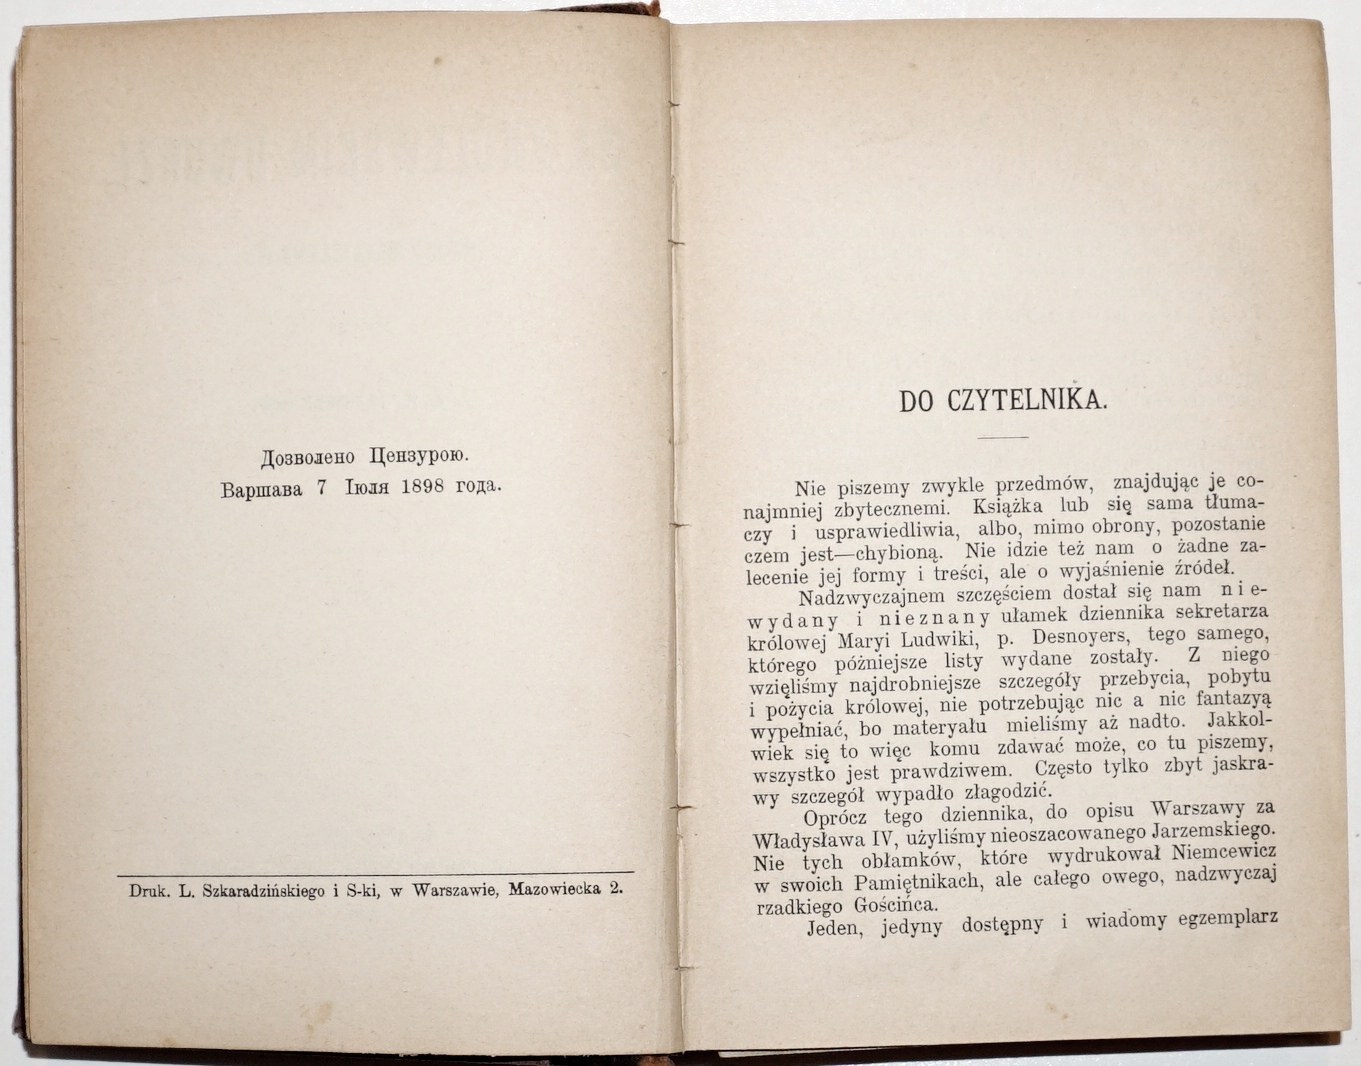 Дозволено Цензурою.
Варшава 7 Іюля 1898 года.
Druk. L. Szkaradzińskiego i S-ki, w Warszawie, Mazowiecka 2.
DO CZYTELNIKA.
Nie piszemy zwykle przedmów, znajdując je co-
najmniej zbytecznemi. Książka lub się sama tłuma-
czy i usprawiedliwia, albo, mimo obrony, pozostanie
czem jest—chybioną. Nie idzie też nam o żadne za-
lecenie jej formy i treści, ale o wyjaśnienie źródeł.
Nadzwyczajnem szczęściem dostał się nam nie-
wydany i nieznany ułamek dziennika sekretarza
królowej Maryi Ludwiki, p. Desnoyers, tego samego,
którego późniejsze listy wydane zostały. Z niego
wzięliśmy najdrobniejsze szczegóły przebycia, pobytu
i pożycia królowej, nie potrzebując nic a nic fantazyą
wypełniać, bo materyału mieliśmy aż nadto. Jakkol-
wiek się to więc komu zdawać może, co tu piszemy,
wszystko jest prawdziwem. Często tylko zbyt jaskra-
wy szczegół wypadło złagodzić.
Oprócz tego dziennika, do opisu Warszawy za
Władysława IV, użyliśmy nieoszacowanego Jarzemskiego.
Nie tych obłamków, które wydrukował Niemcewicz
w swoich Pamiętnikach, ale całego owego, nadzwyczaj
rzadkiego Gościńca.
Jeden, jedyny dostępny i wiadomy egzemplarz